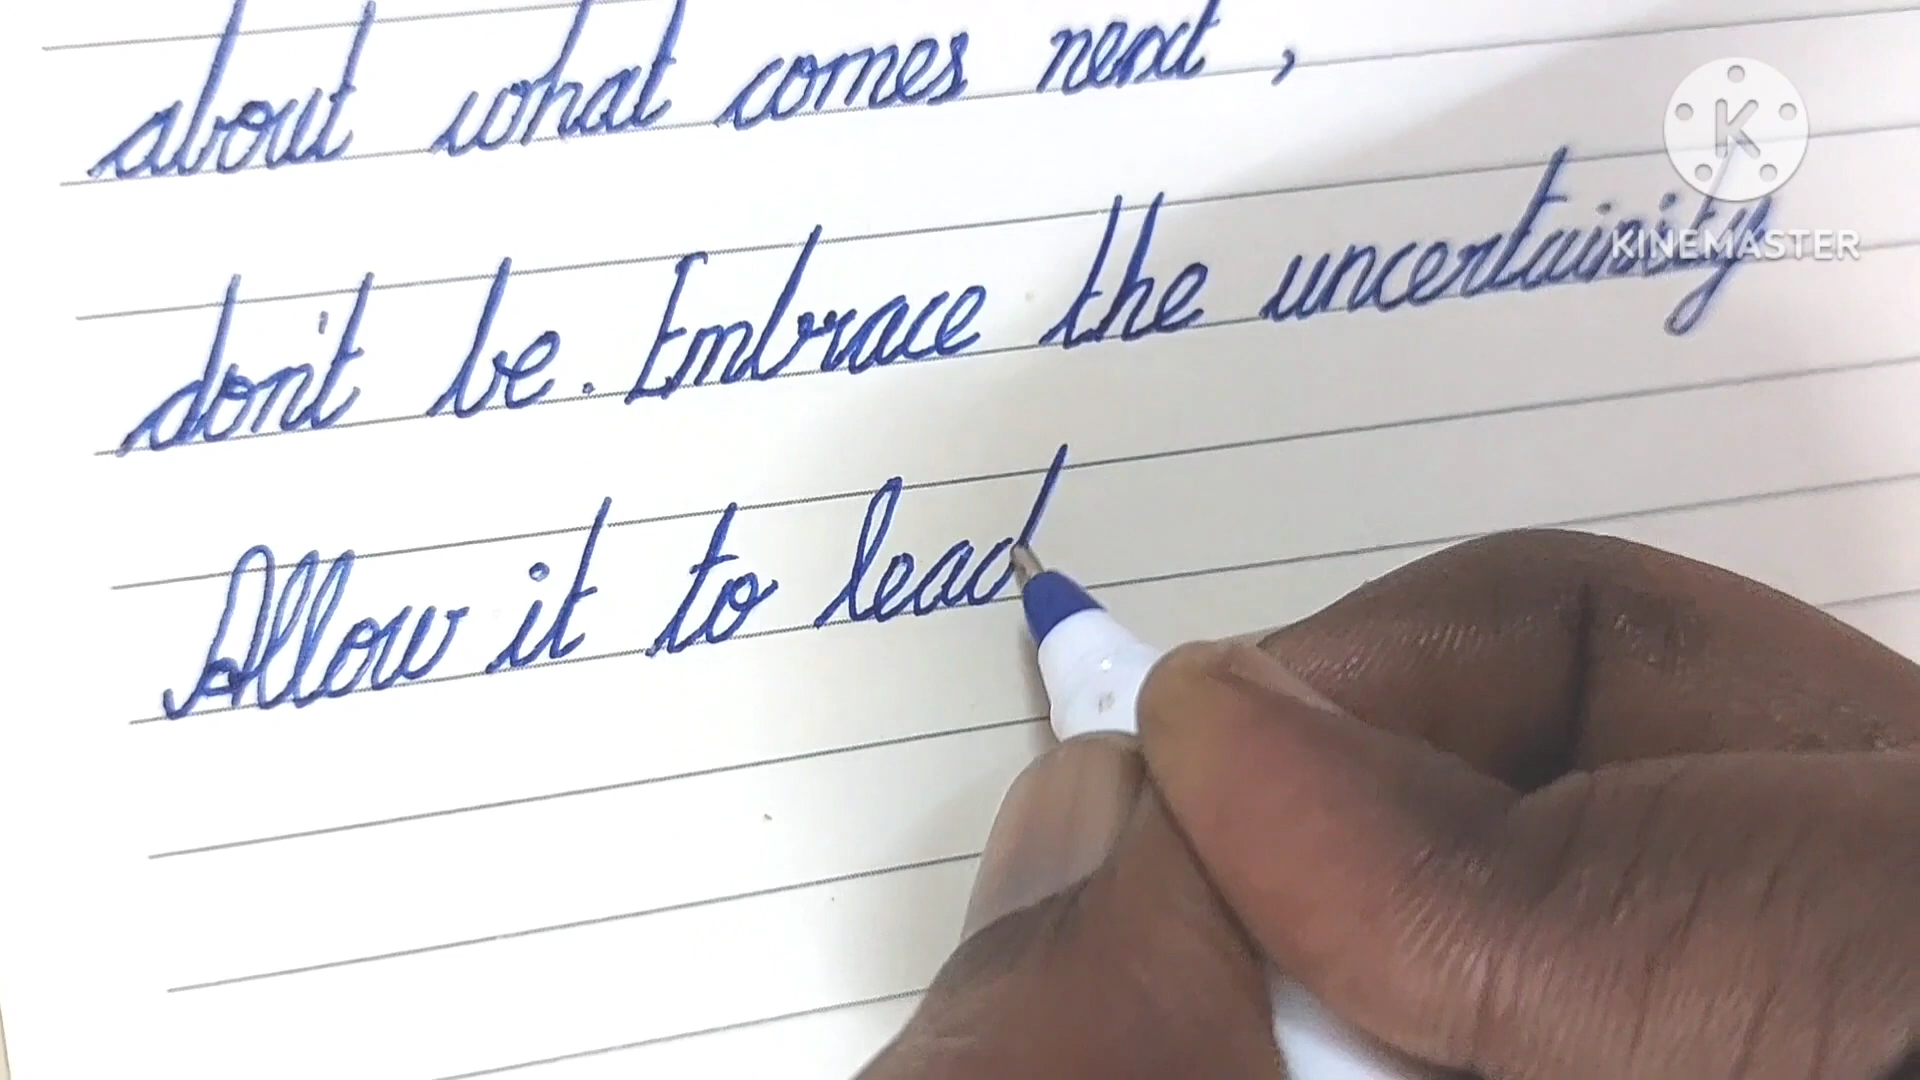 about what comes next,
K
don't be. Embrace the uncertainity
KINEMASTER
Allow it to lead